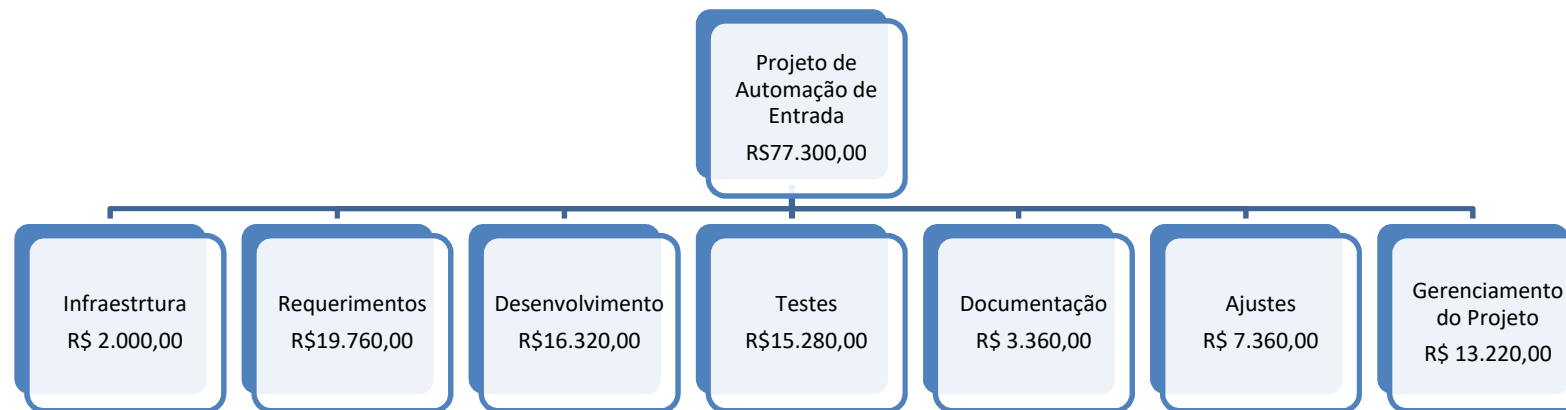 Projeto de
Automação de
Entrada
RS77.300,00
Infraestrtura
R$ 2.000,00
Requerimentos
R$19.760,00
Desenvolvimento
R$16.320,00
Testes
R$15.280,00
Documentação
R$ 3.360,00
Ajustes
R$ 7.360,00
Gerenciamento
do Projeto
R$ 13.220,00